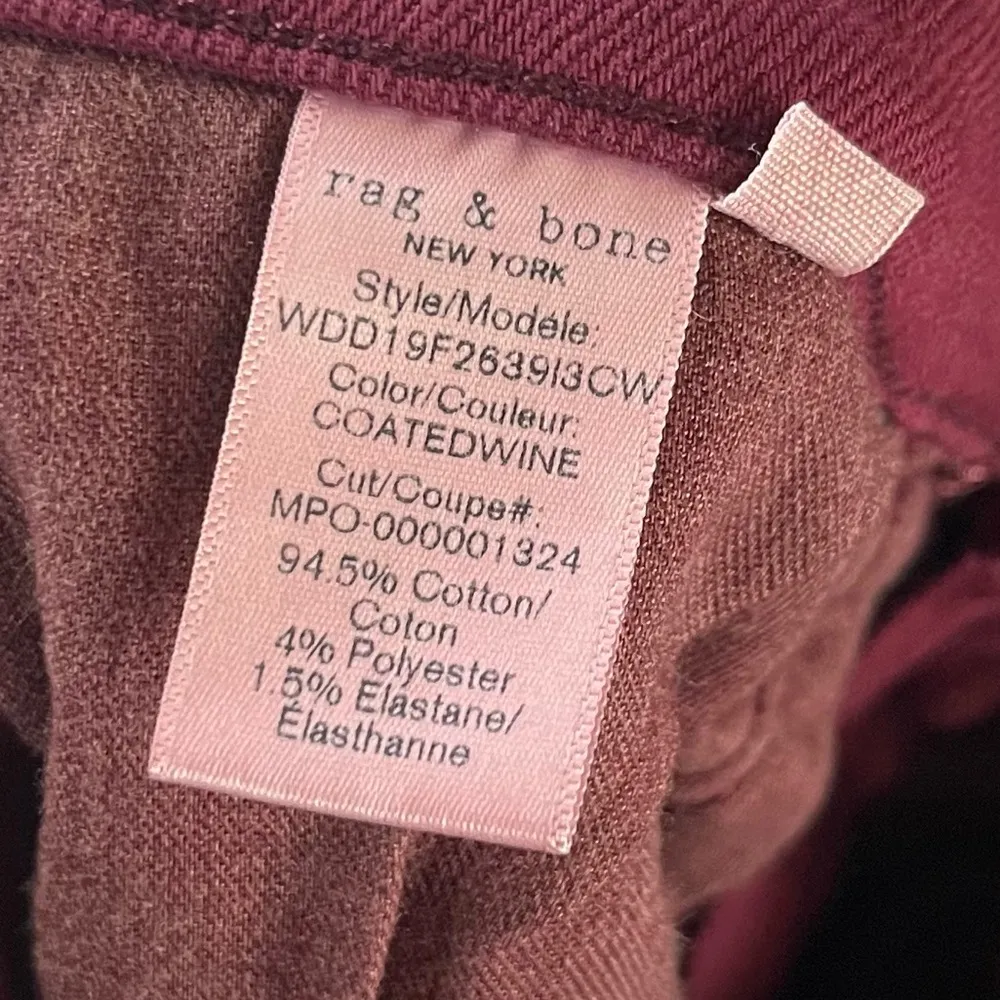 rag & bone
NEW YORK
Style/Modéle:
WDD19F2639I3CW
Color/Couleur:
COATEDWINE
Cut/Coupe#:
MPO-000001324
94.5% Cotton/
Coton
4% Polyester
1.5% Elastane/
Élasthanne